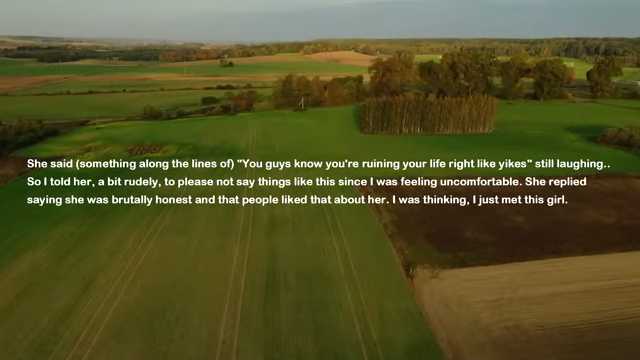 She said (something along the lines of) "You guys know you're ruining your life right like yikes" still laughing..
So I told her, a bit rudely, to please not say things like this since I was feeling uncomfortable. She replied
saying she was brutally honest and that people liked that about her. I was thinking, I just met this girl.